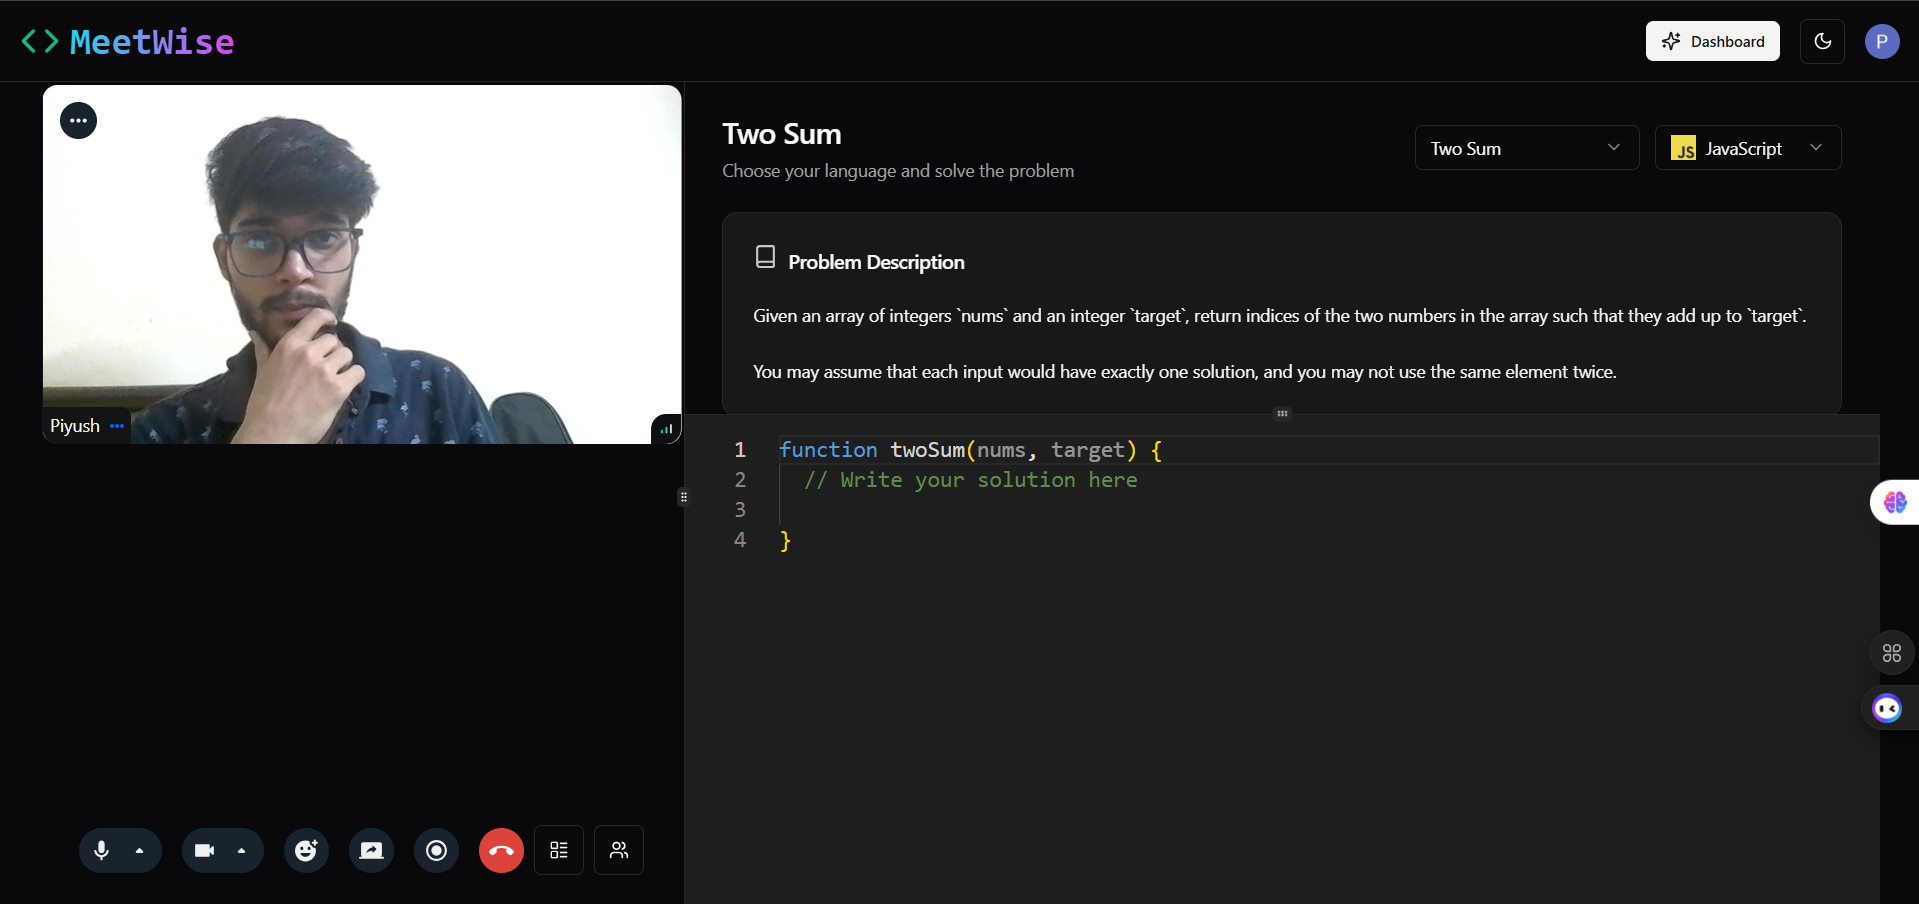 <> MeetWise
Dashboard
P
Piyush
Two Sum
Choose your language and solve the problem
Two Sum
JS JavaScript
Problem Description
Given an array of integers `nums` and an integer `target`, return indices of the two numbers in the array such that they add up to `target`.
You may assume that each input would have exactly one solution, and you may not use the same element twice.
1 function twoSum(nums, target) {
2 // Write your solution here
3
4 }